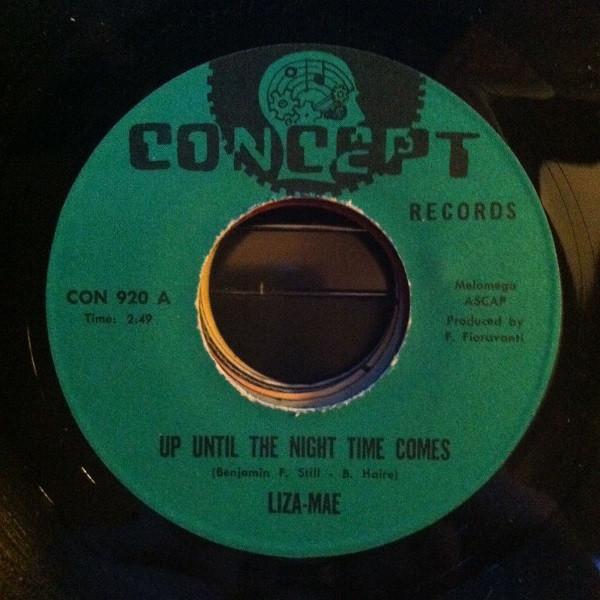 CONCEPT
RECORDS
CON 920 A
Time: 2:49
Melomega
ASCAP
Produced by
F. Fioravanti
UP UNTIL THE NIGHT TIME COMES
(Benjamin F. Still - B. Haire)
LIZA-MAE